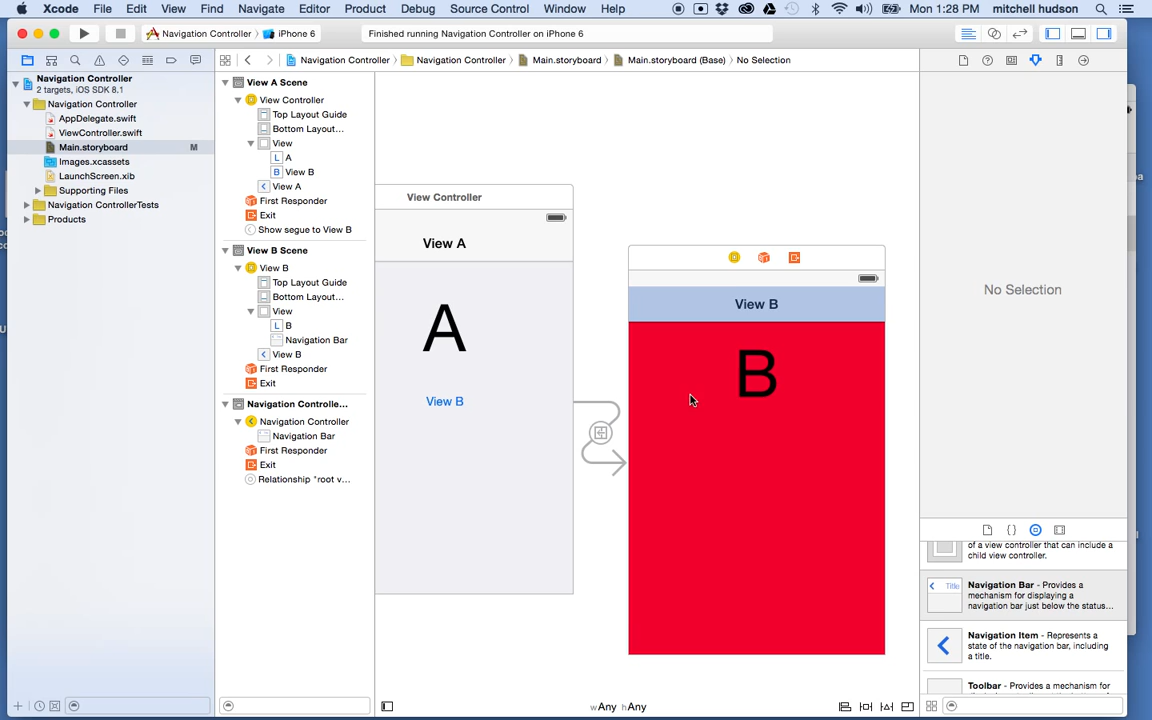 Xcode File Edit View Find Navigate Editor Product Debug Source Control Window Help Mon 1:28 PM mitchell hudson
Navigation Controller iPhone 6 Finished running Navigation Controller on iPhone 6
Navigation Controller Navigation Controller Main.storyboard Main.storyboard (Base) No Selection
Navigation Controller
2 targets, iOS SDK 8.1
Navigation Controller
AppDelegate.swift
ViewController.swift
Main.storyboard M
Images.xcassets
LaunchScreen.xib
Supporting Files
Navigation ControllerTests
Products
View A Scene
View Controller
Top Layout Guide
Bottom Layout...
View
L A
B View B
View A
First Responder
Exit
Show segue to View B
View B Scene
View B
Top Layout Guide
Bottom Layout...
View
L B
Navigation Bar
View B
First Responder
Exit
Navigation Controlle...
Navigation Controller
Navigation Bar
First Responder
Exit
Relationship "root v...
View Controller
View A
A
View B
View B
B
wAny hAny
No Selection
of a view controller that can include a
child view controller.
Title
Navigation Bar - Provides a
mechanism for displaying a
navigation bar just below the status...
Navigation Item - Represents a
state of the navigation bar, including
a title.
Toolbar - Provides a mechanism for